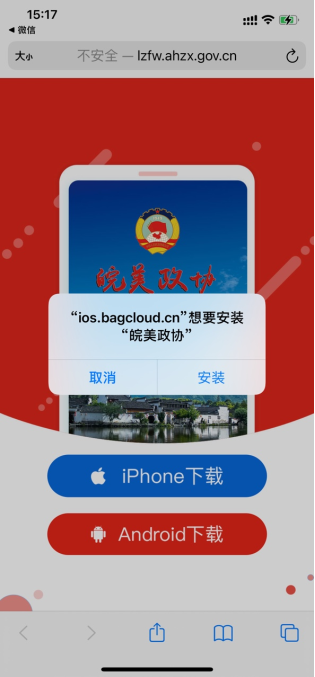 15:17
微信
大小 不安全 — lzfw.ahzx.gov.cn
皖美政协
“ios.bagcloud.cn”想要安装
“皖美政协”
取消 安装
iPhone下载
Android下载